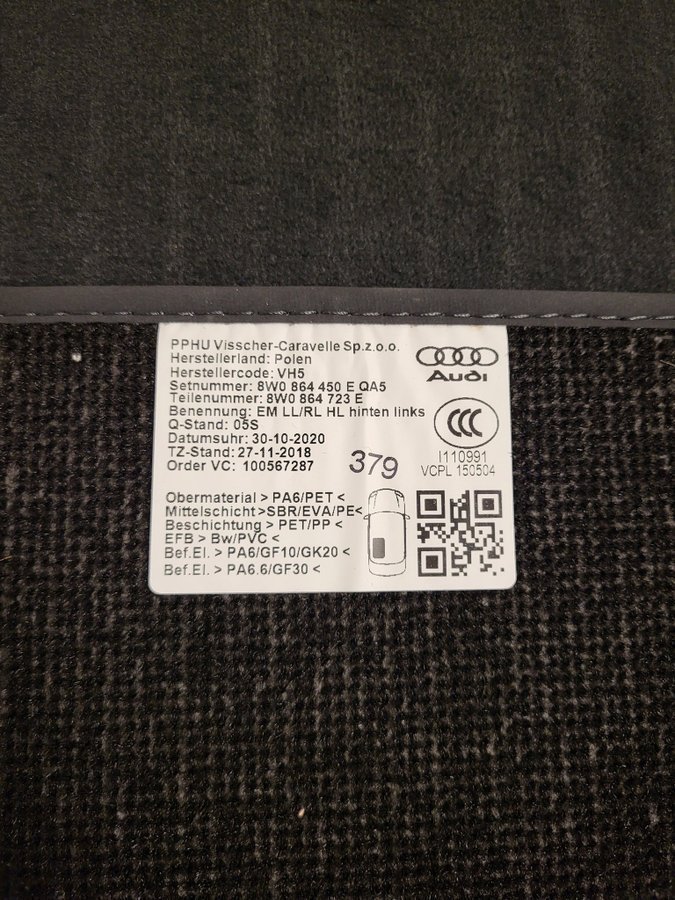 PPHU Visscher-Caravelle Sp.z.o.o.
Herstellerland: Polen
Herstellercode: VH5
Setnummer: 8W0 864 450 E QA5
Teilenummer: 8W0 864 723 E
Benennung: EM LL/RL HL hinten links
Q-Stand: 05S
Datumsuhr: 30-10-2020
TZ-Stand: 27-11-2018
Order VC: 100567287
Audi
CCC
I110991
VCPL 150504
379
Obermaterial > PA6/PET <
Mittelschicht >SBR/EVA/PE<
Beschichtung > PET/PP <
EFB > Bw/PVC <
Bef.El. > PA6/GF10/GK20 <
Bef.El. > PA6.6/GF30 <